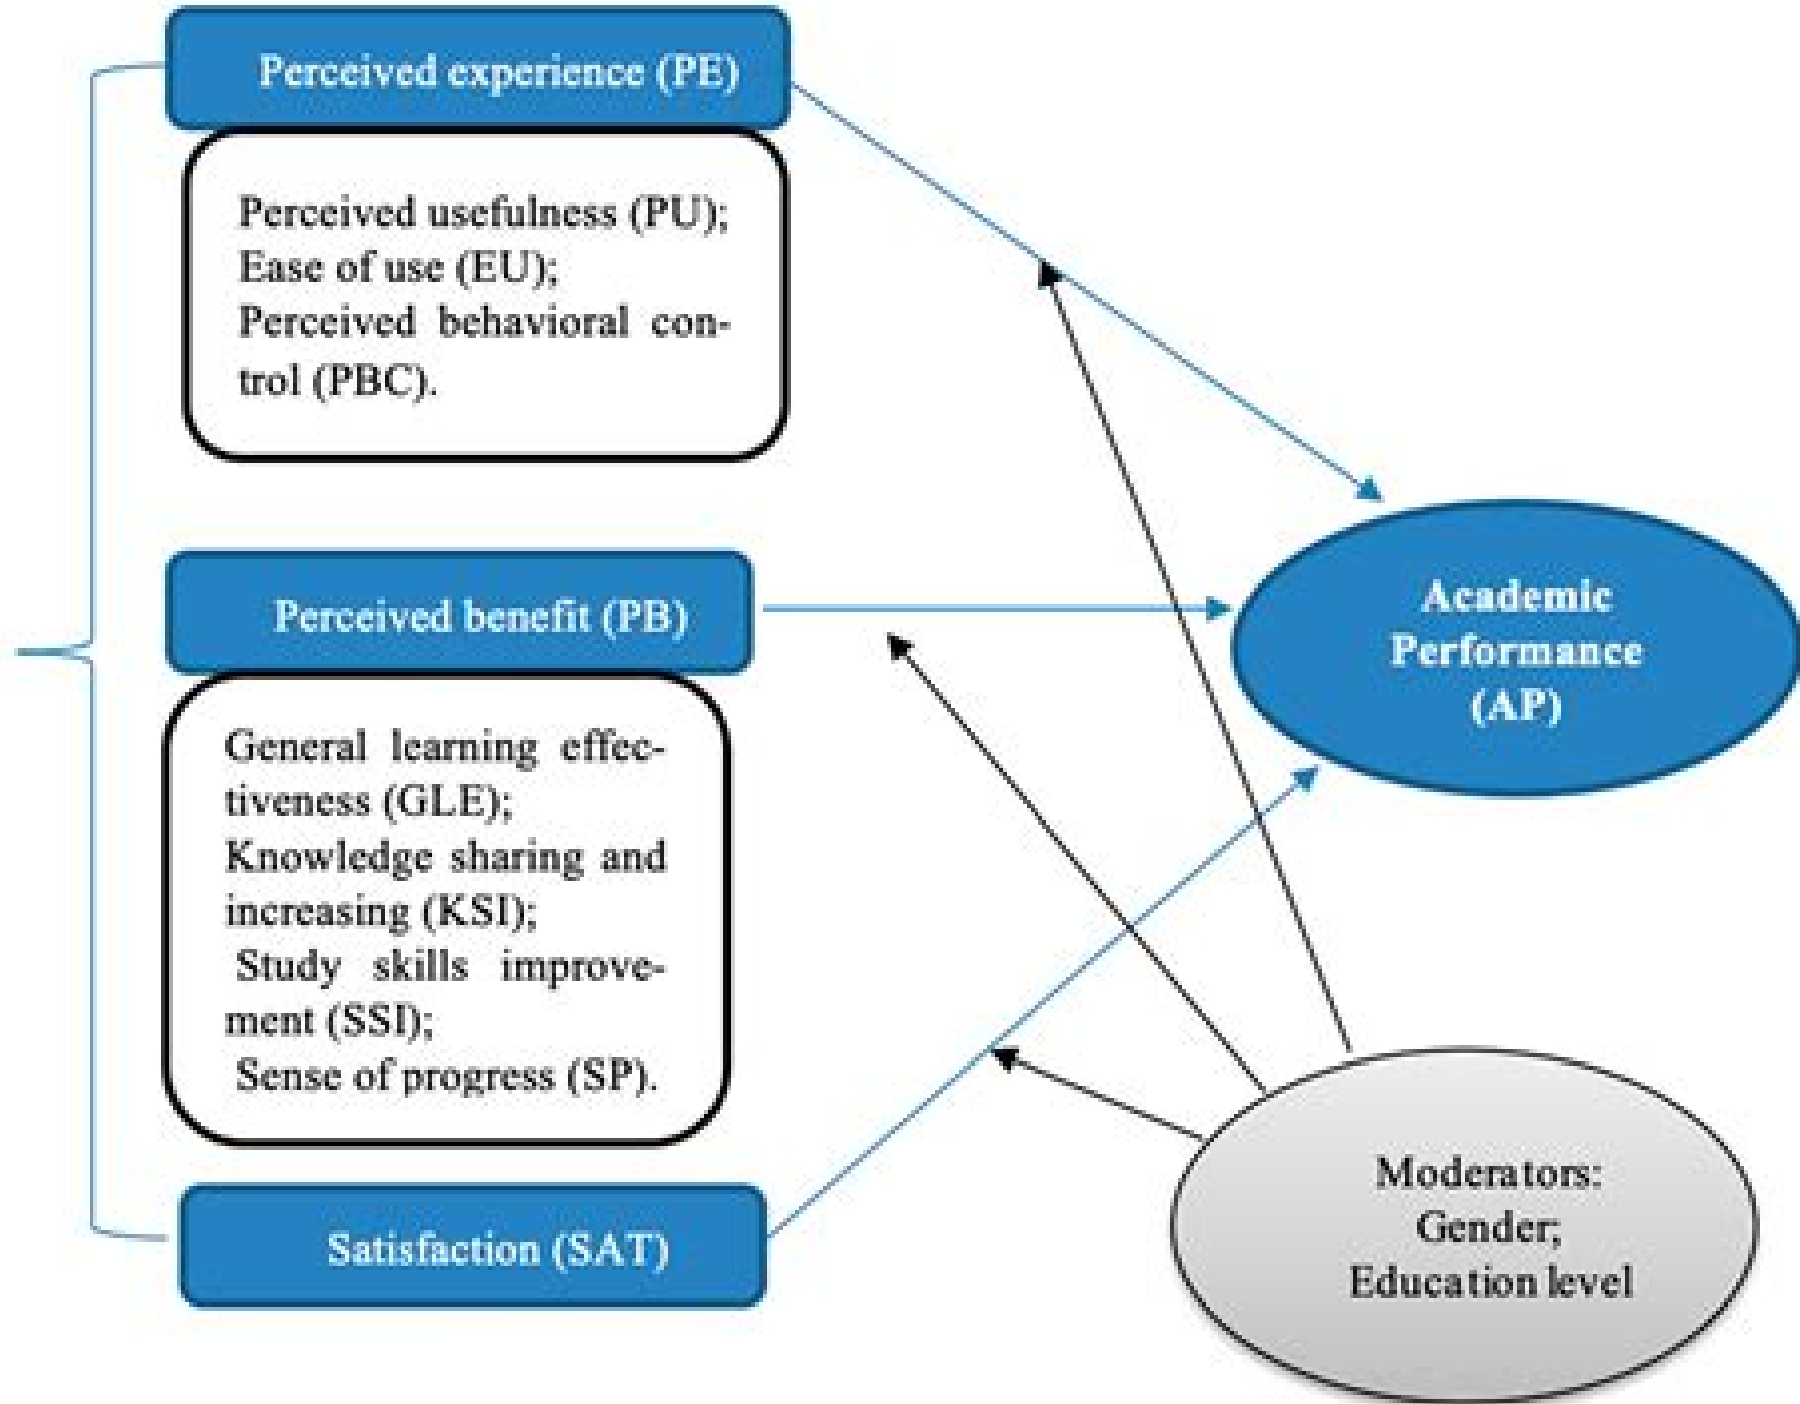 Perceived experience (PE)
Perceived usefulness (PU);
Ease of use (EU);
Perceived behavioral con-
trol (PBC).
Perceived benefit (PB)
General learning effec-
tiveness (GLE);
Knowledge sharing and
increasing (KSI);
Study skills improve-
ment (SSI);
Sense of progress (SP).
Satisfaction (SAT)
Academic
Performance
(AP)
Moderators:
Gender;
Education level